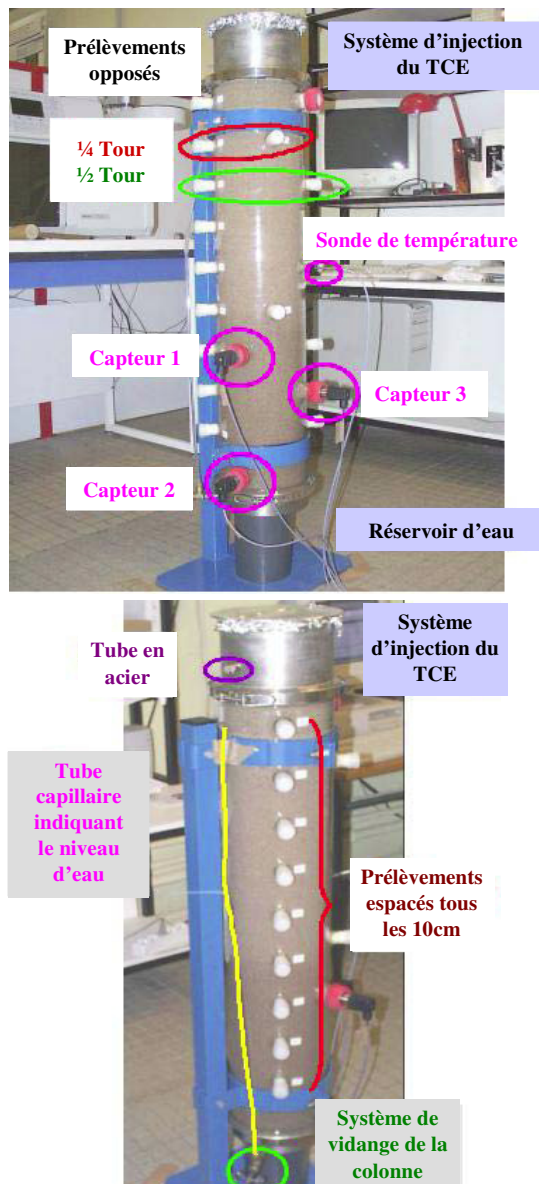 Prélèvements
opposés
Système d'injection
du TCE
¼ Tour
½ Tour
Sonde de température
Capteur 1
Capteur 3
Capteur 2
Réservoir d'eau
Tube en
acier
Système
d'injection du
TCE
Tube
capillaire
indiquant
le niveau
d'eau
Prélèvements
espacés tous
les 10cm
Système de
vidange de la
colonne